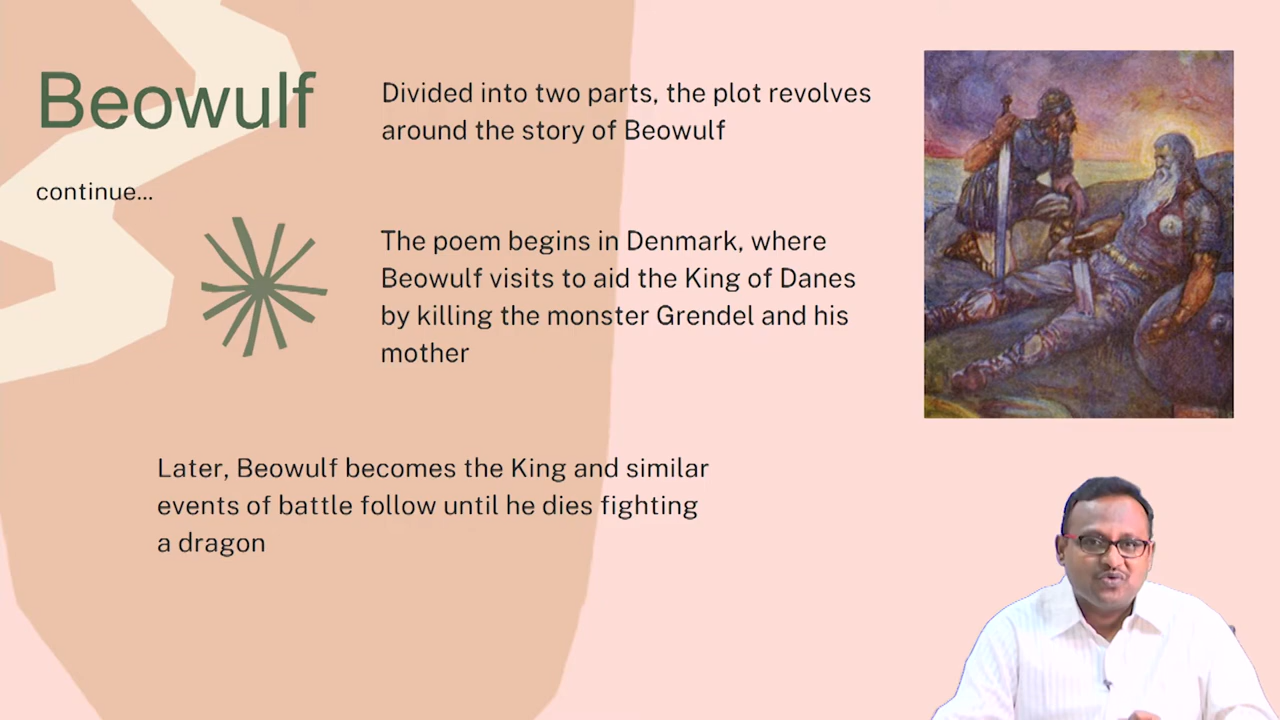 Beowulf
continue...
Divided into two parts, the plot revolves
around the story of Beowulf
The poem begins in Denmark, where
Beowulf visits to aid the King of Danes
by killing the monster Grendel and his
mother
Later, Beowulf becomes the King and similar
events of battle follow until he dies fighting
a dragon